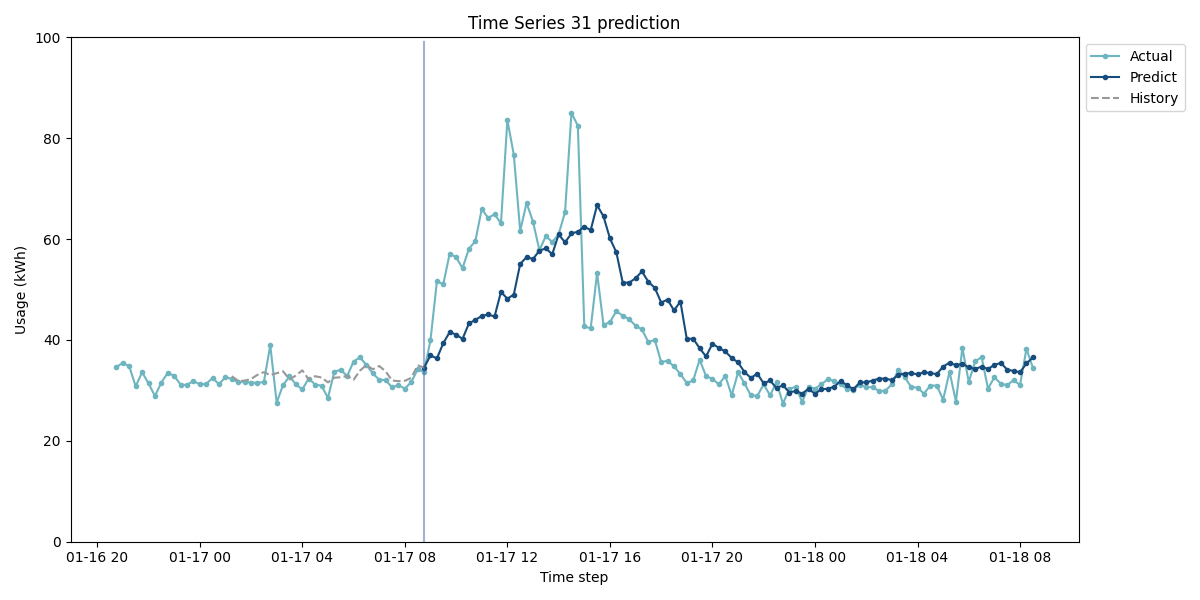 Time Series 31 prediction
100
80
60
40
20
0
Usage (kWh)
01-16 20
01-17 00
01-17 04
01-17 08
01-17 12
01-17 16
01-17 20
01-18 00
01-18 04
01-18 08
Time step
Actual
Predict
History